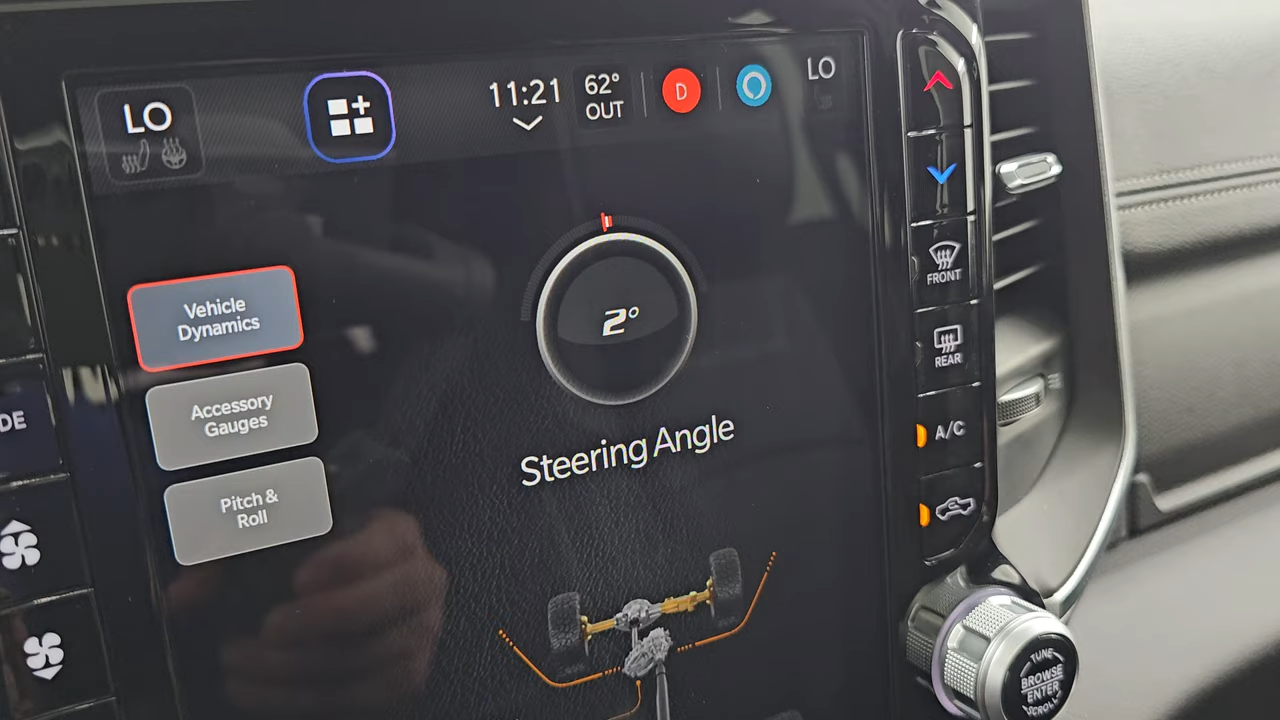 LO
11:21
62°
OUT
D
LO
Vehicle
Dynamics
Accessory
Gauges
Pitch &
Roll
2°
Steering Angle
DE
FRONT
REAR
A/C
TUNE
BROWSE
ENTER
SCROLL